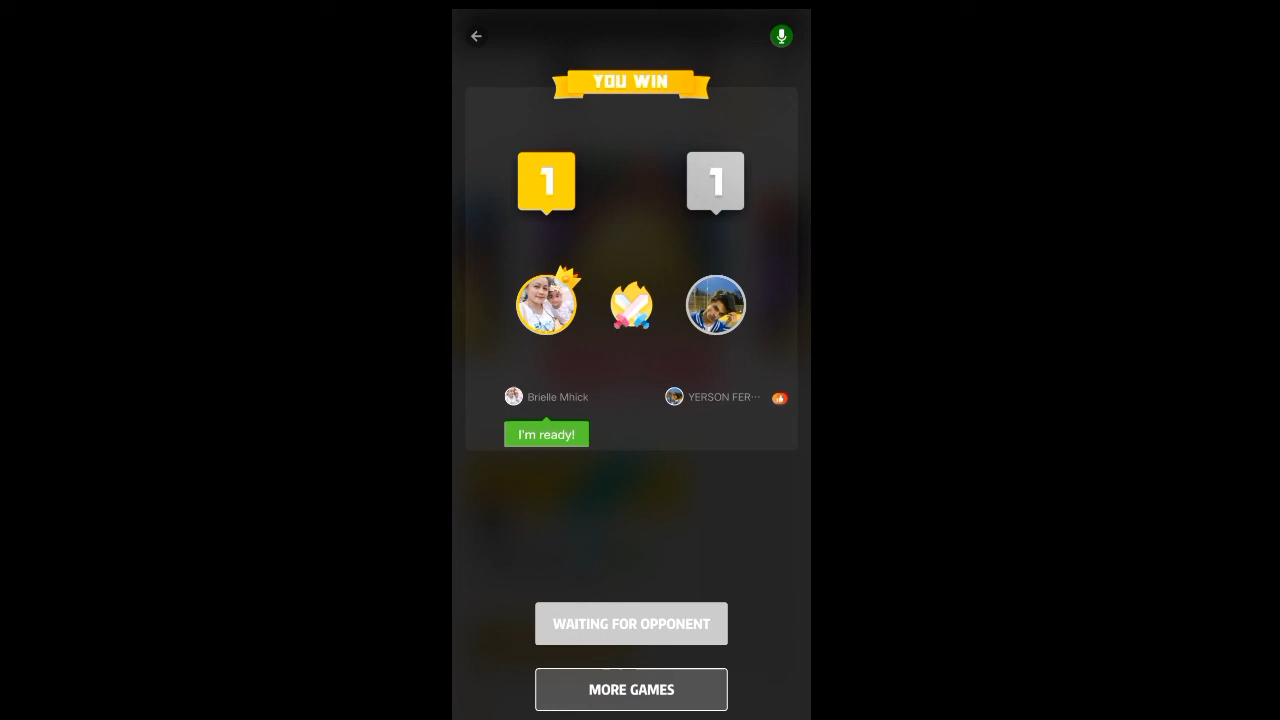 YOU WIN
1 1
Brielle Mhick YERSON FER···
I'm ready!
WAITING FOR OPPONENT
MORE GAMES